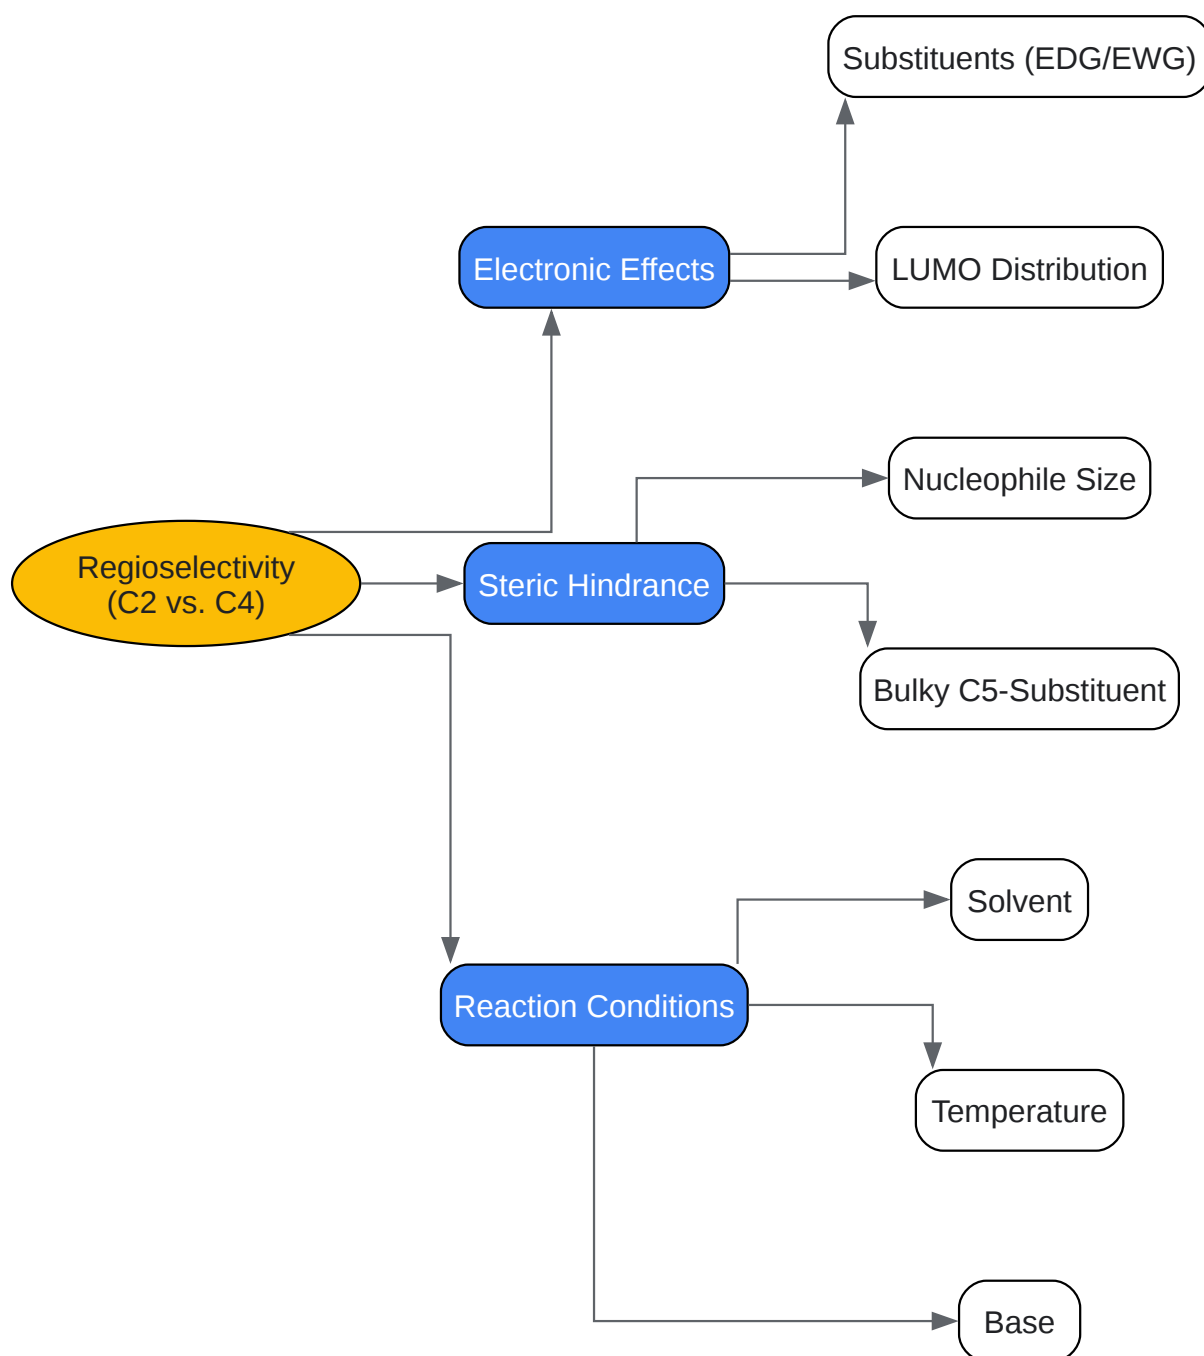 Substituents (EDG/EWG)
Electronic Effects
LUMO Distribution
Nucleophile Size
Regioselectivity
(C2 vs. C4)
Steric Hindrance
Bulky C5-Substituent
Solvent
Reaction Conditions
Temperature
Base